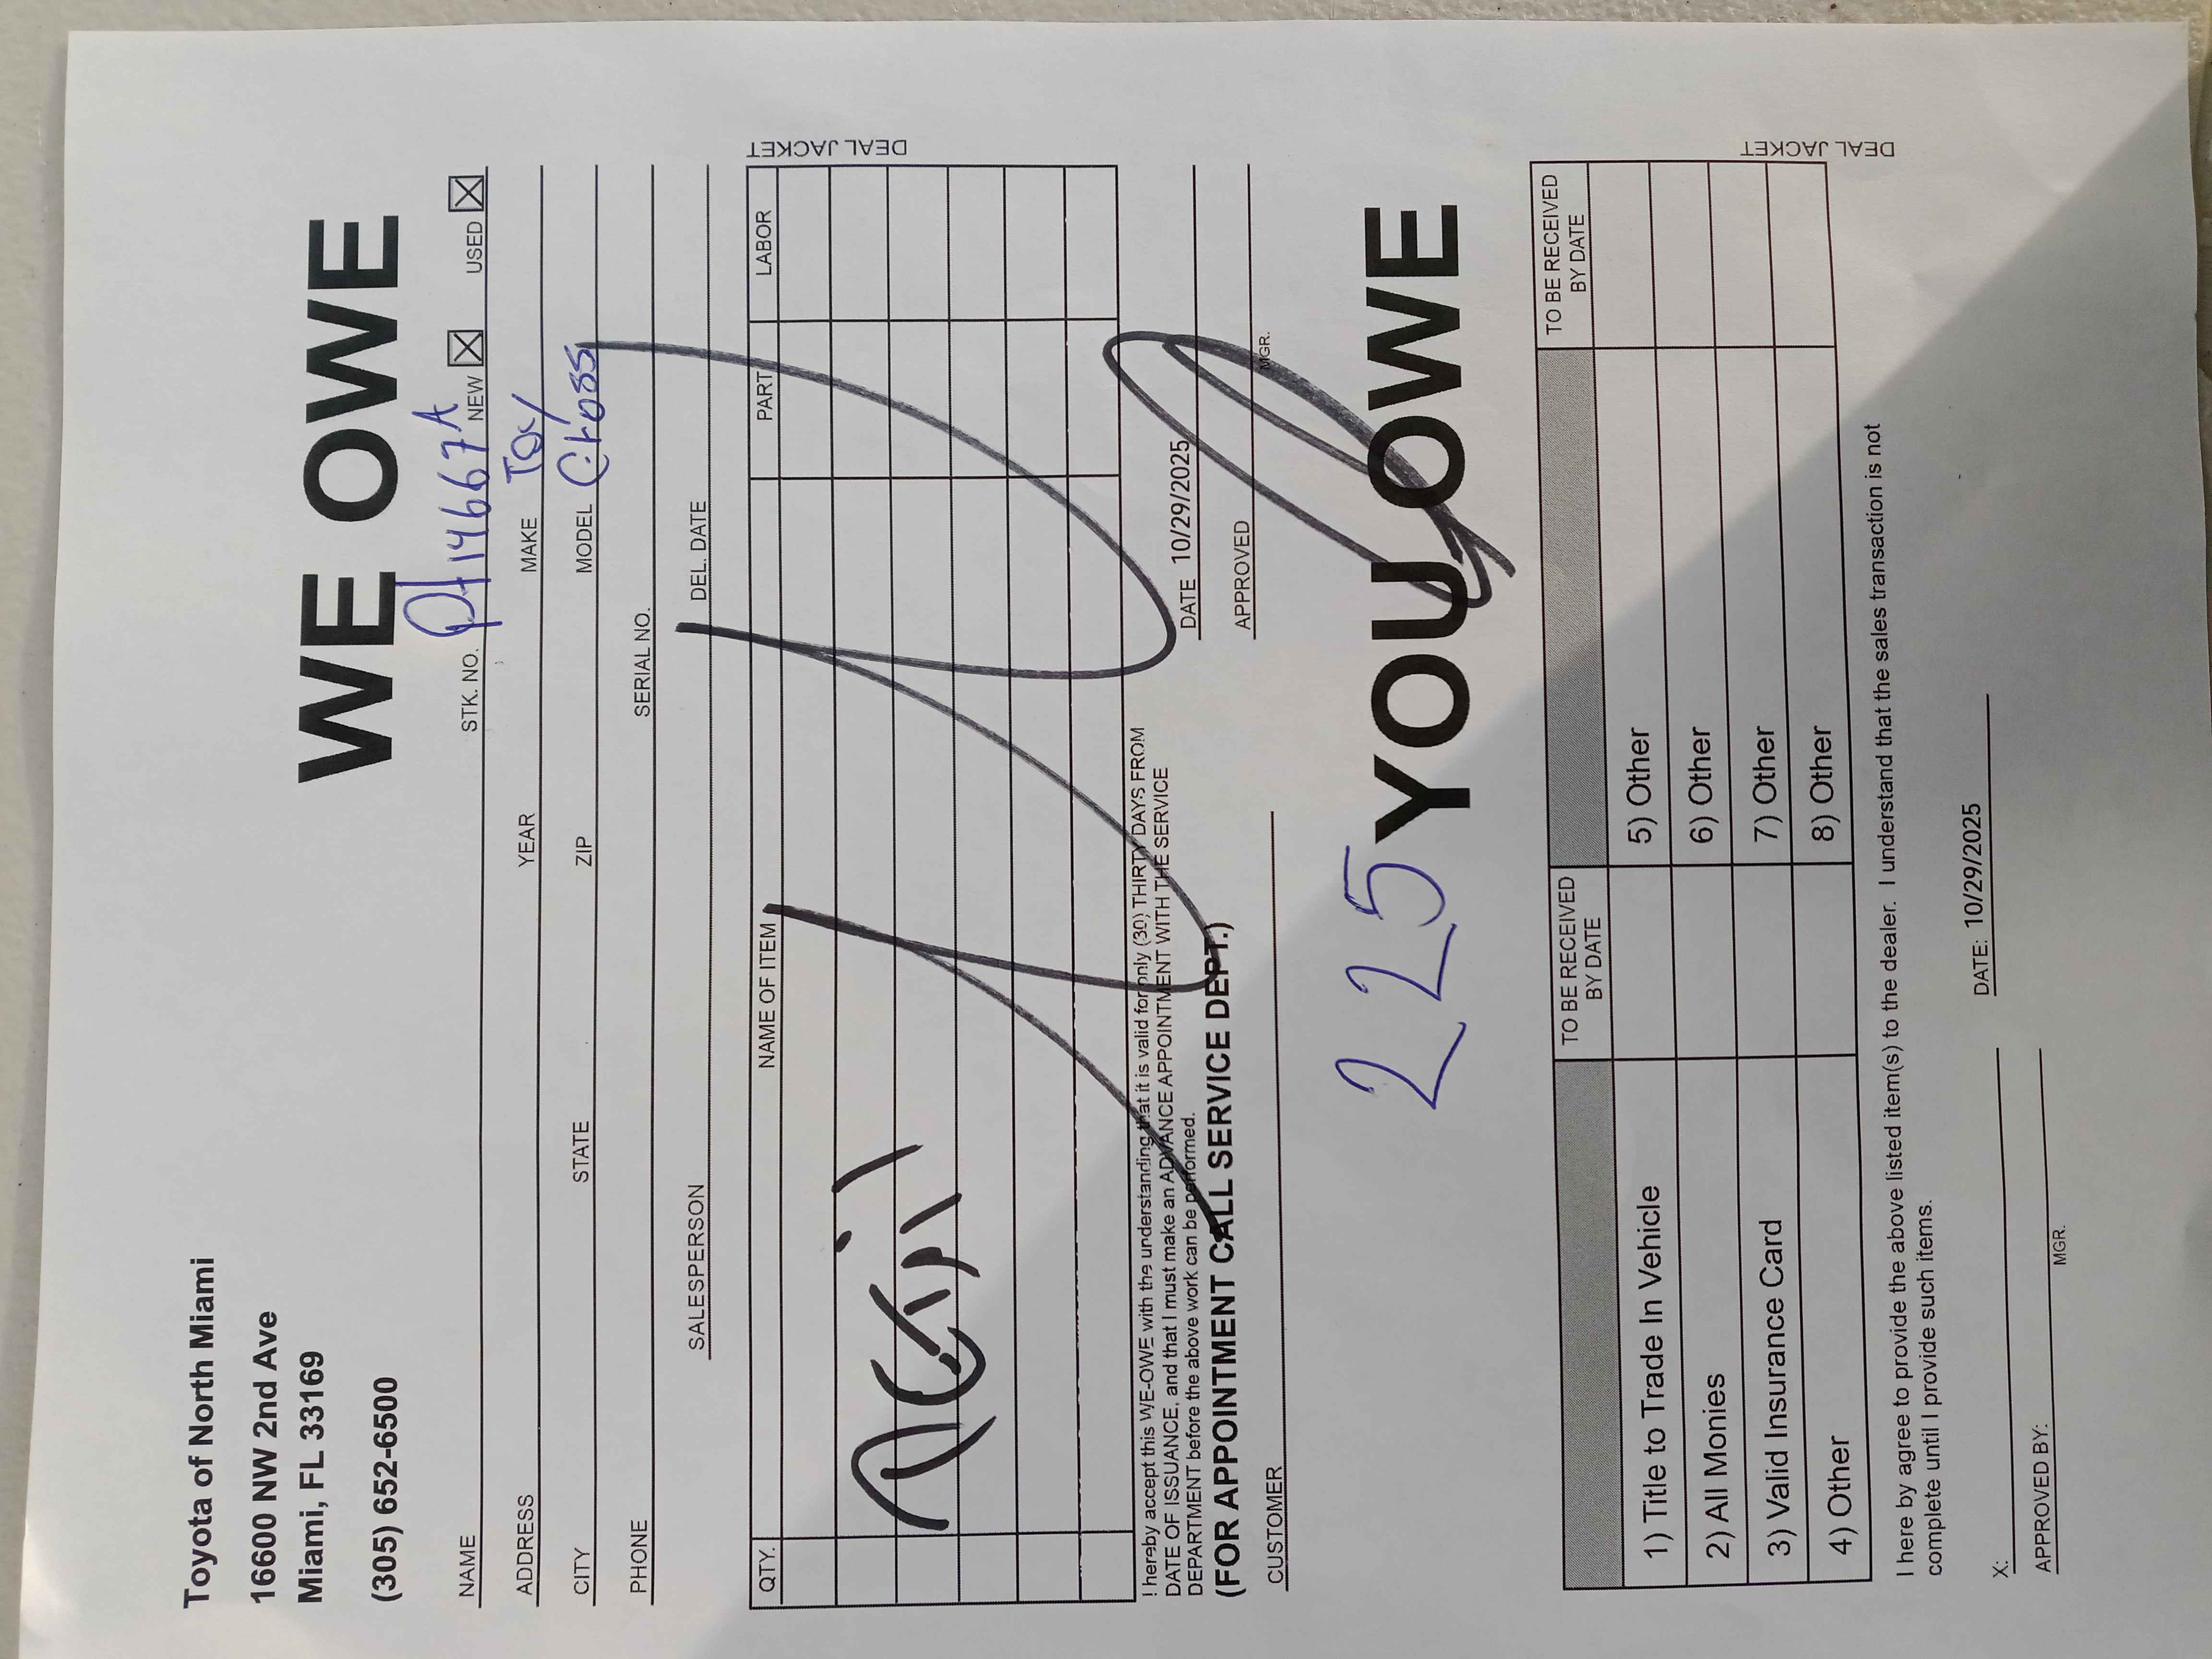 Toyota of North Miami
16600 NW 2nd Ave
Miami, FL 33169
(305) 652-6500
WE OWE
NAME STK. NO. P146667A NEW ☒ USED ☒
ADDRESS YEAR MAKE TOY
CITY STATE ZIP MODEL C.Cross
PHONE SERIAL NO.
SALESPERSON DEL. DATE
QTY. NAME OF ITEM PART LABOR
DEAL JACKET
I hereby accept this WE-OWE with the understanding that it is valid for only (30) THIRTY DAYS FROM
DATE OF ISSUANCE, and that I must make an ADVANCE APPOINTMENT WITH THE SERVICE
DEPARTMENT before the above work can be performed.
(FOR APPOINTMENT CALL SERVICE DEPT.)
DATE 10/29/2025
APPROVED
MGR.
CUSTOMER
225
YOU OWE
TO BE RECEIVED BY DATE TO BE RECEIVED BY DATE
1) Title to Trade In Vehicle 5) Other
2) All Monies 6) Other
3) Valid Insurance Card 7) Other
4) Other 8) Other
DEAL JACKET
I here by agree to provide the above listed item(s) to the dealer. I understand that the sales transaction is not
complete until I provide such items.
X: DATE: 10/29/2025
APPROVED BY:
MGR.